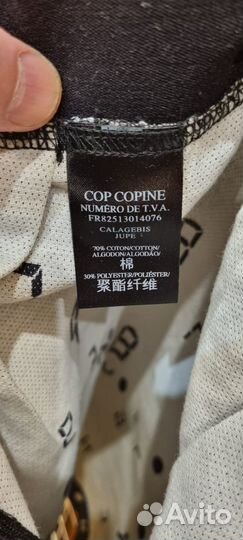 COP COPINE
NUMÉRO DE T.V.A.
FR82513014076
CALAGEBIS
JUPE
70% COTON/COTTON/
ALGODON/ALGODÃO/
棉
30% POLYESTER/POLIÉSTER/
聚酯纤维
Avito